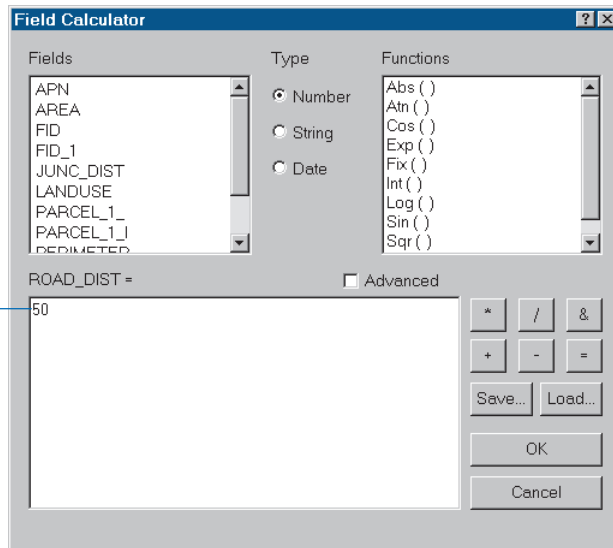 Field Calculator
Fields
Type
Functions
APN
AREA
FID
FID_1
JUNC_DIST
LANDUSE
PARCEL_1_
PARCEL_1_I
PERIMETER
Number
String
Date
Abs ( )
Atn ( )
Cos ( )
Exp ( )
Fix ( )
Int ( )
Log ( )
Sin ( )
Sqr ( )
ROAD_DIST =
Advanced
50
* / &
+ - =
Save... Load...
OK
Cancel